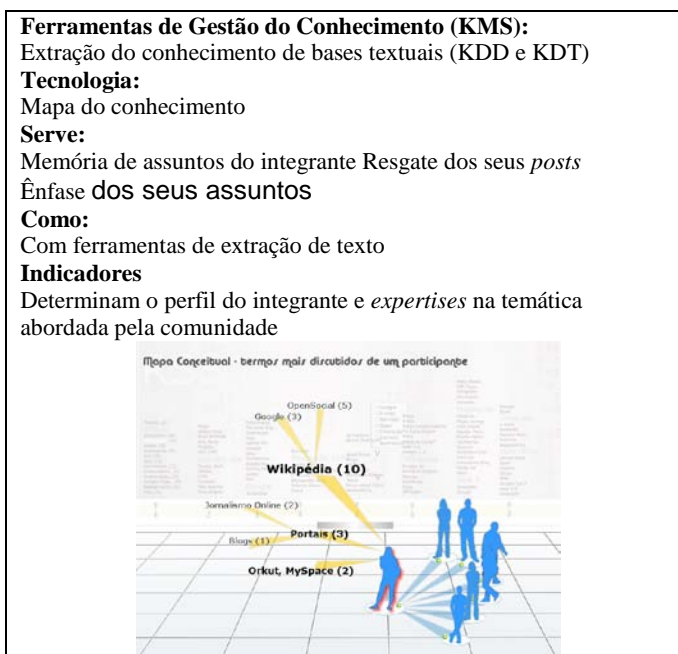 Ferramentas de Gestão do Conhecimento (KMS):
Extração do conhecimento de bases textuais (KDD e KDT)
Tecnologia:
Mapa do conhecimento
Serve:
Memória de assuntos do integrante Resgate dos seus posts
Ênfase dos seus assuntos
Como:
Com ferramentas de extração de texto
Indicadores
Determinam o perfil do integrante e expertises na temática
abordada pela comunidade
Mapa Conceitual - termos mais discutidos de um participante
OpenSocial (5)
Google (3)
Wikipédia (10)
Jornalismo Online (2)
Blogs (1)
Portais (3)
Orkut, MySpace (2)